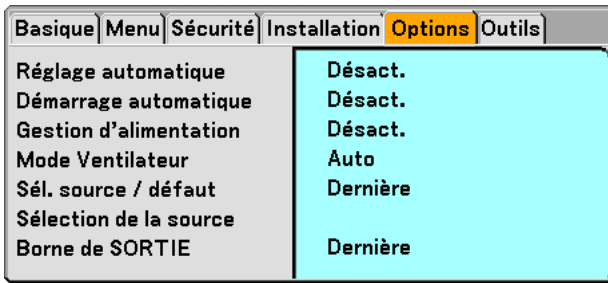 Basique Menu Sécurité Installation Options Outils
Réglage automatique Désact.
Démarrage automatique Désact.
Gestion d'alimentation Désact.
Mode Ventilateur Auto
Sél. source / défaut Dernière
Sélection de la source
Borne de SORTIE Dernière